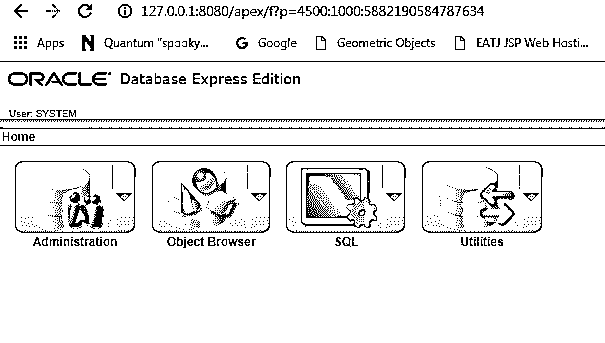 127.0.0.1:8080/apex/f?p=4500:1000:5882190584787634
Apps N Quantum "spooky... G Google Geometric Objects EATJ JSP Web Hosti...
ORACLE Database Express Edition
User: SYSTEM
Home
Administration Object Browser SQL Utilities